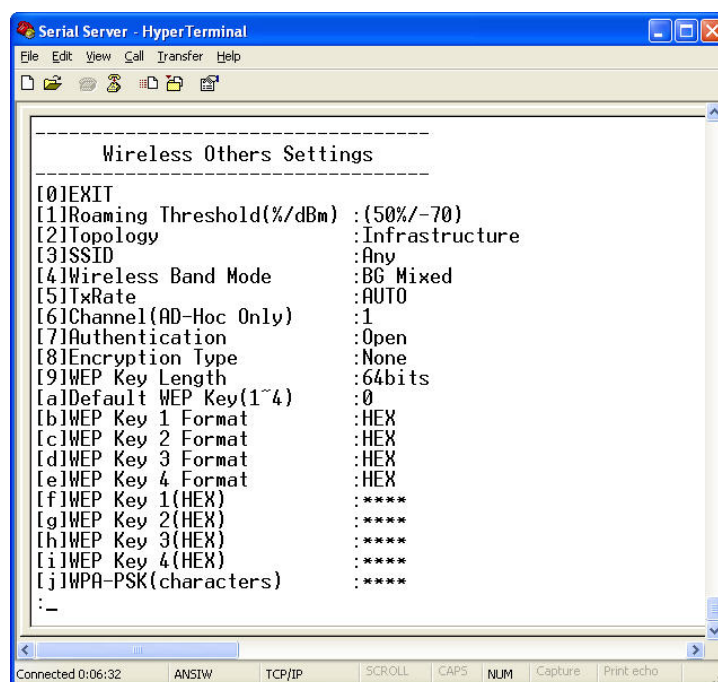 Serial Server - HyperTerminal
File Edit View Call Transfer Help
-----------------------------------
Wireless Others Settings
-----------------------------------
[0]EXIT
[1]Roaming Threshold(%/dBm) :(50%/-70)
[2]Topology :Infrastructure
[3]SSID :Any
[4]Wireless Band Mode :BG Mixed
[5]TxRate :AUTO
[6]Channel(AD-Hoc Only) :1
[7]Authentication :Open
[8]Encryption Type :None
[9]WEP Key Length :64bits
[a]Default WEP Key(1~4) :0
[b]WEP Key 1 Format :HEX
[c]WEP Key 2 Format :HEX
[d]WEP Key 3 Format :HEX
[e]WEP Key 4 Format :HEX
[f]WEP Key 1(HEX) :****
[g]WEP Key 2(HEX) :****
[h]WEP Key 3(HEX) :****
[i]WEP Key 4(HEX) :****
[j]WPA-PSK(characters) :****
:_
Connected 0:06:32 ANSIW TCP/IP SCROLL CAPS NUM Capture Print echo